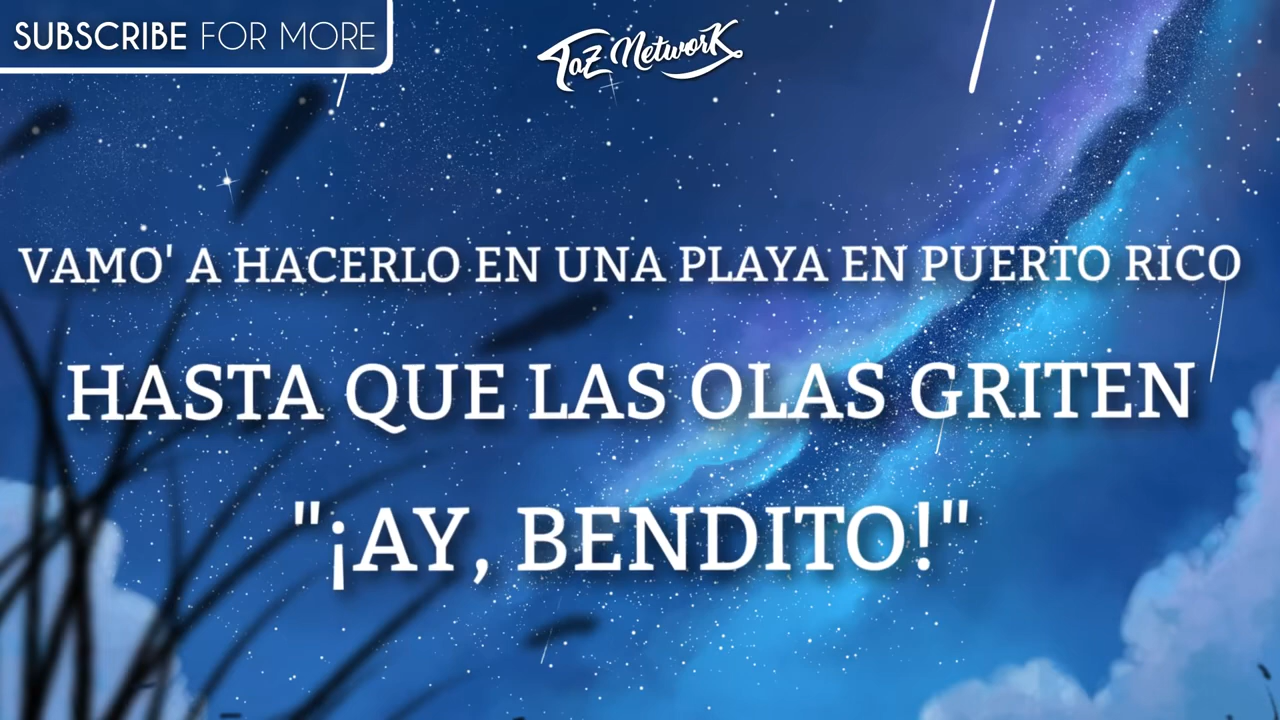 SUBSCRIBE FOR MORE
TaZ NetworK
VAMO' A HACERLO EN UNA PLAYA EN PUERTO RICO
HASTA QUE LAS OLAS GRITEN
"¡AY, BENDITO!"